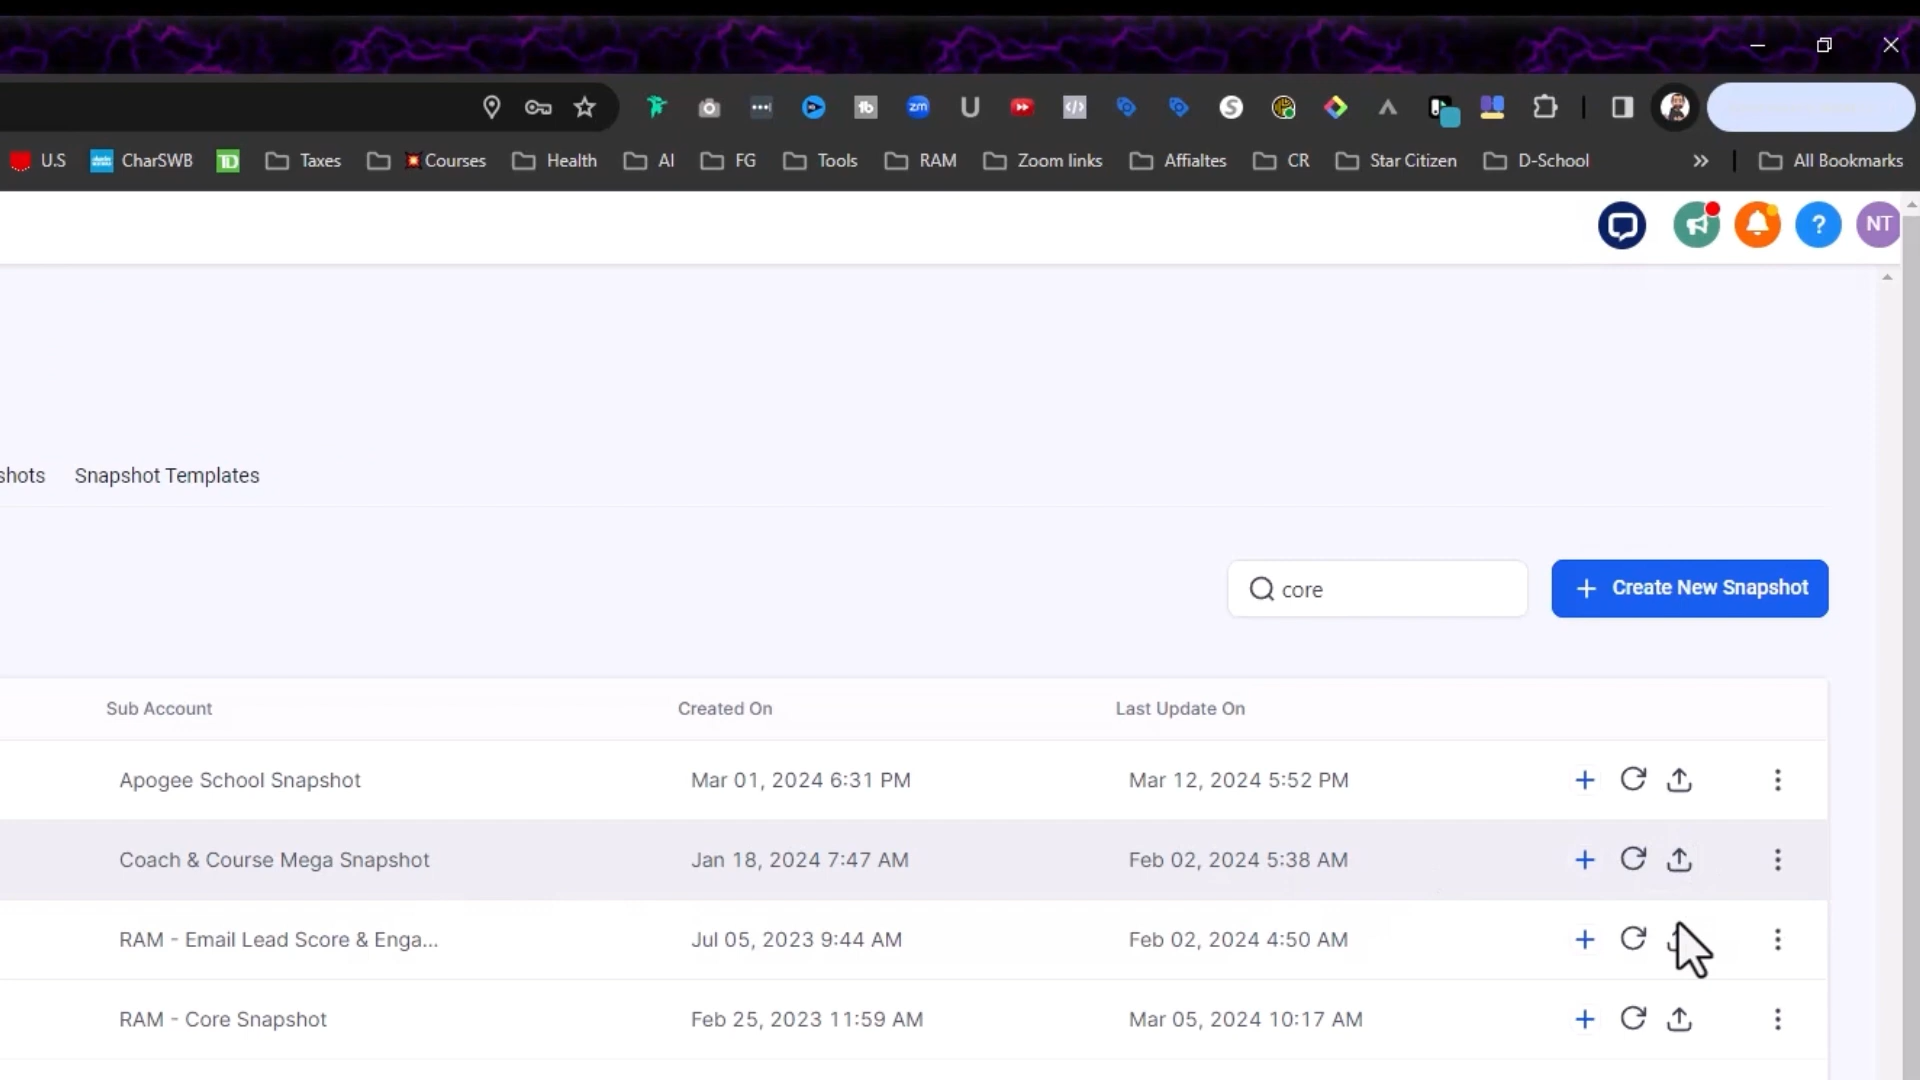 zm U </> S
U.S CharSWB TD Taxes Courses Health AI FG Tools RAM Zoom links Affialtes CR Star Citizen D-School » All Bookmarks
? NT
shots Snapshot Templates
core + Create New Snapshot
Sub Account Created On Last Update On
Apogee School Snapshot Mar 01, 2024 6:31 PM Mar 12, 2024 5:52 PM
Coach & Course Mega Snapshot Jan 18, 2024 7:47 AM Feb 02, 2024 5:38 AM
RAM - Email Lead Score & Enga... Jul 05, 2023 9:44 AM Feb 02, 2024 4:50 AM
RAM - Core Snapshot Feb 25, 2023 11:59 AM Mar 05, 2024 10:17 AM